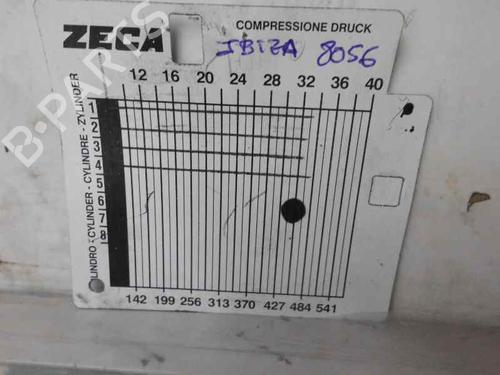 COMPRESSIONE DRUCK
ZECA
IBIZA 8056
12 16 20 24 28 32 36 40
1
2
3
4
5
6
7
8
LINDRO - CYLINDER - CYLINDRE - ZYLINDER
142 199 256 313 370 427 484 541
B-PARTS